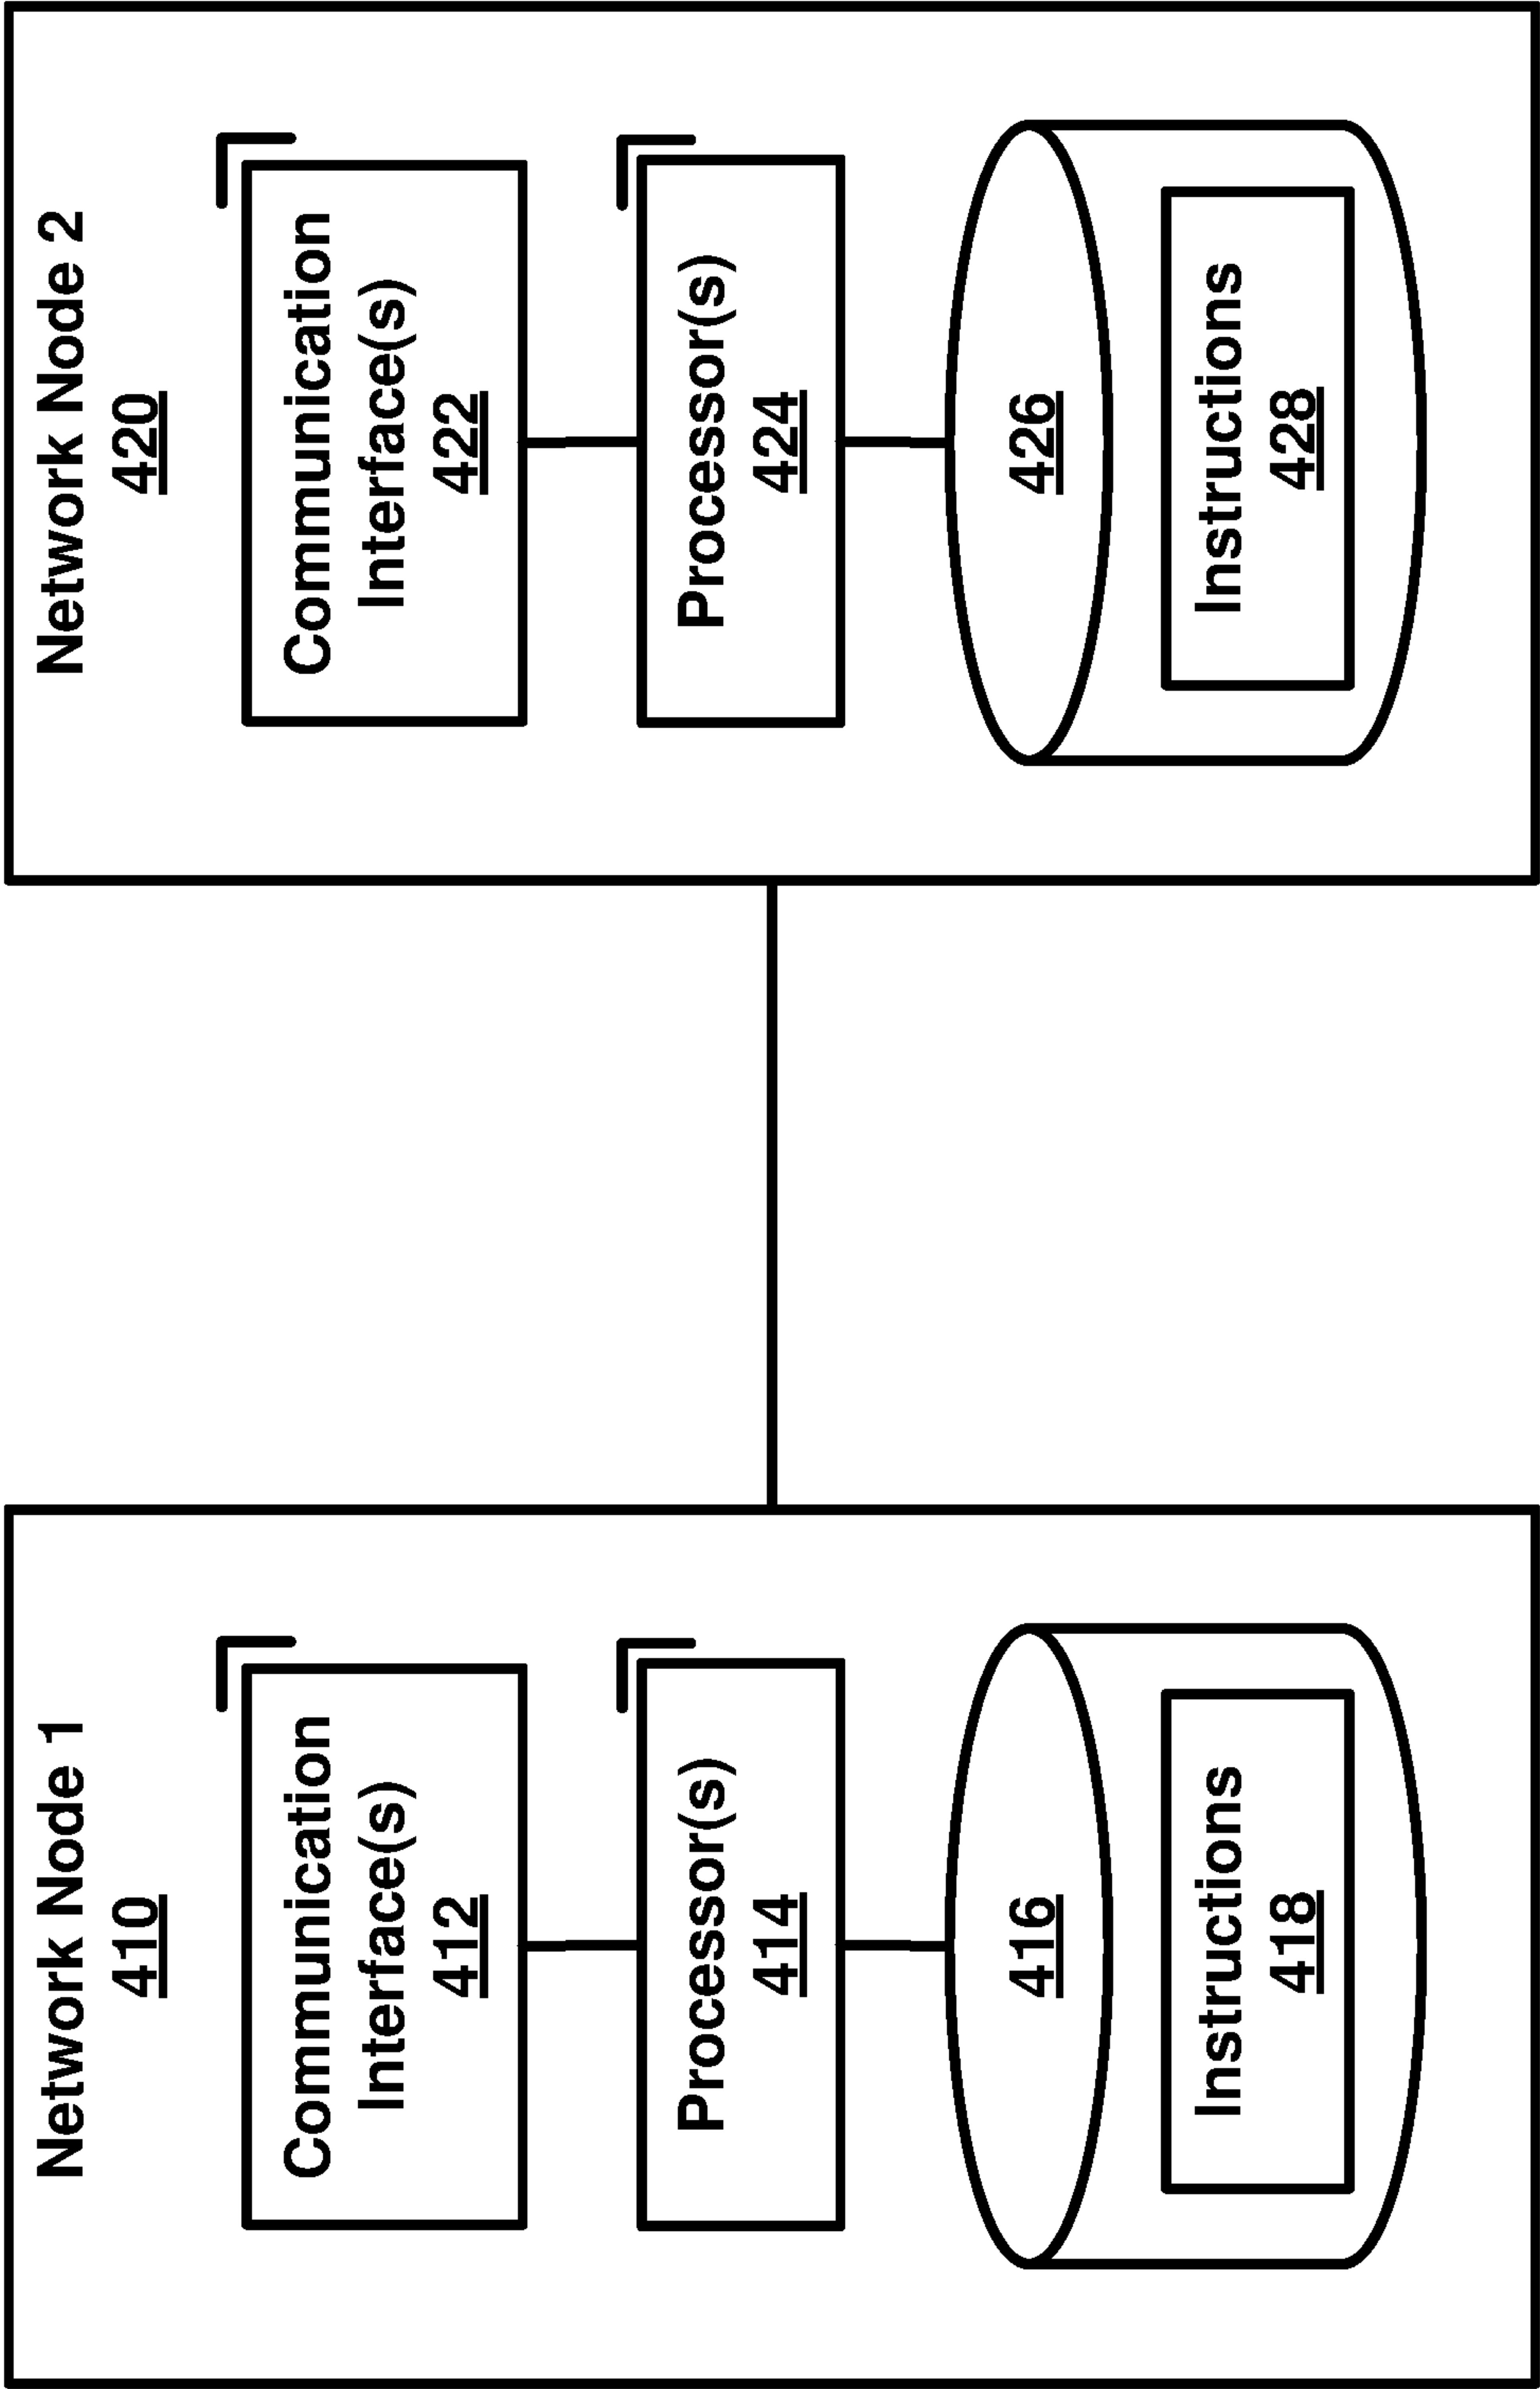 Network Node 1
410
Communication
Interface(s)
412
Processor(s)
414
416
Instructions
418
Network Node 2
420
Communication
Interface(s)
422
Processor(s)
424
426
Instructions
428